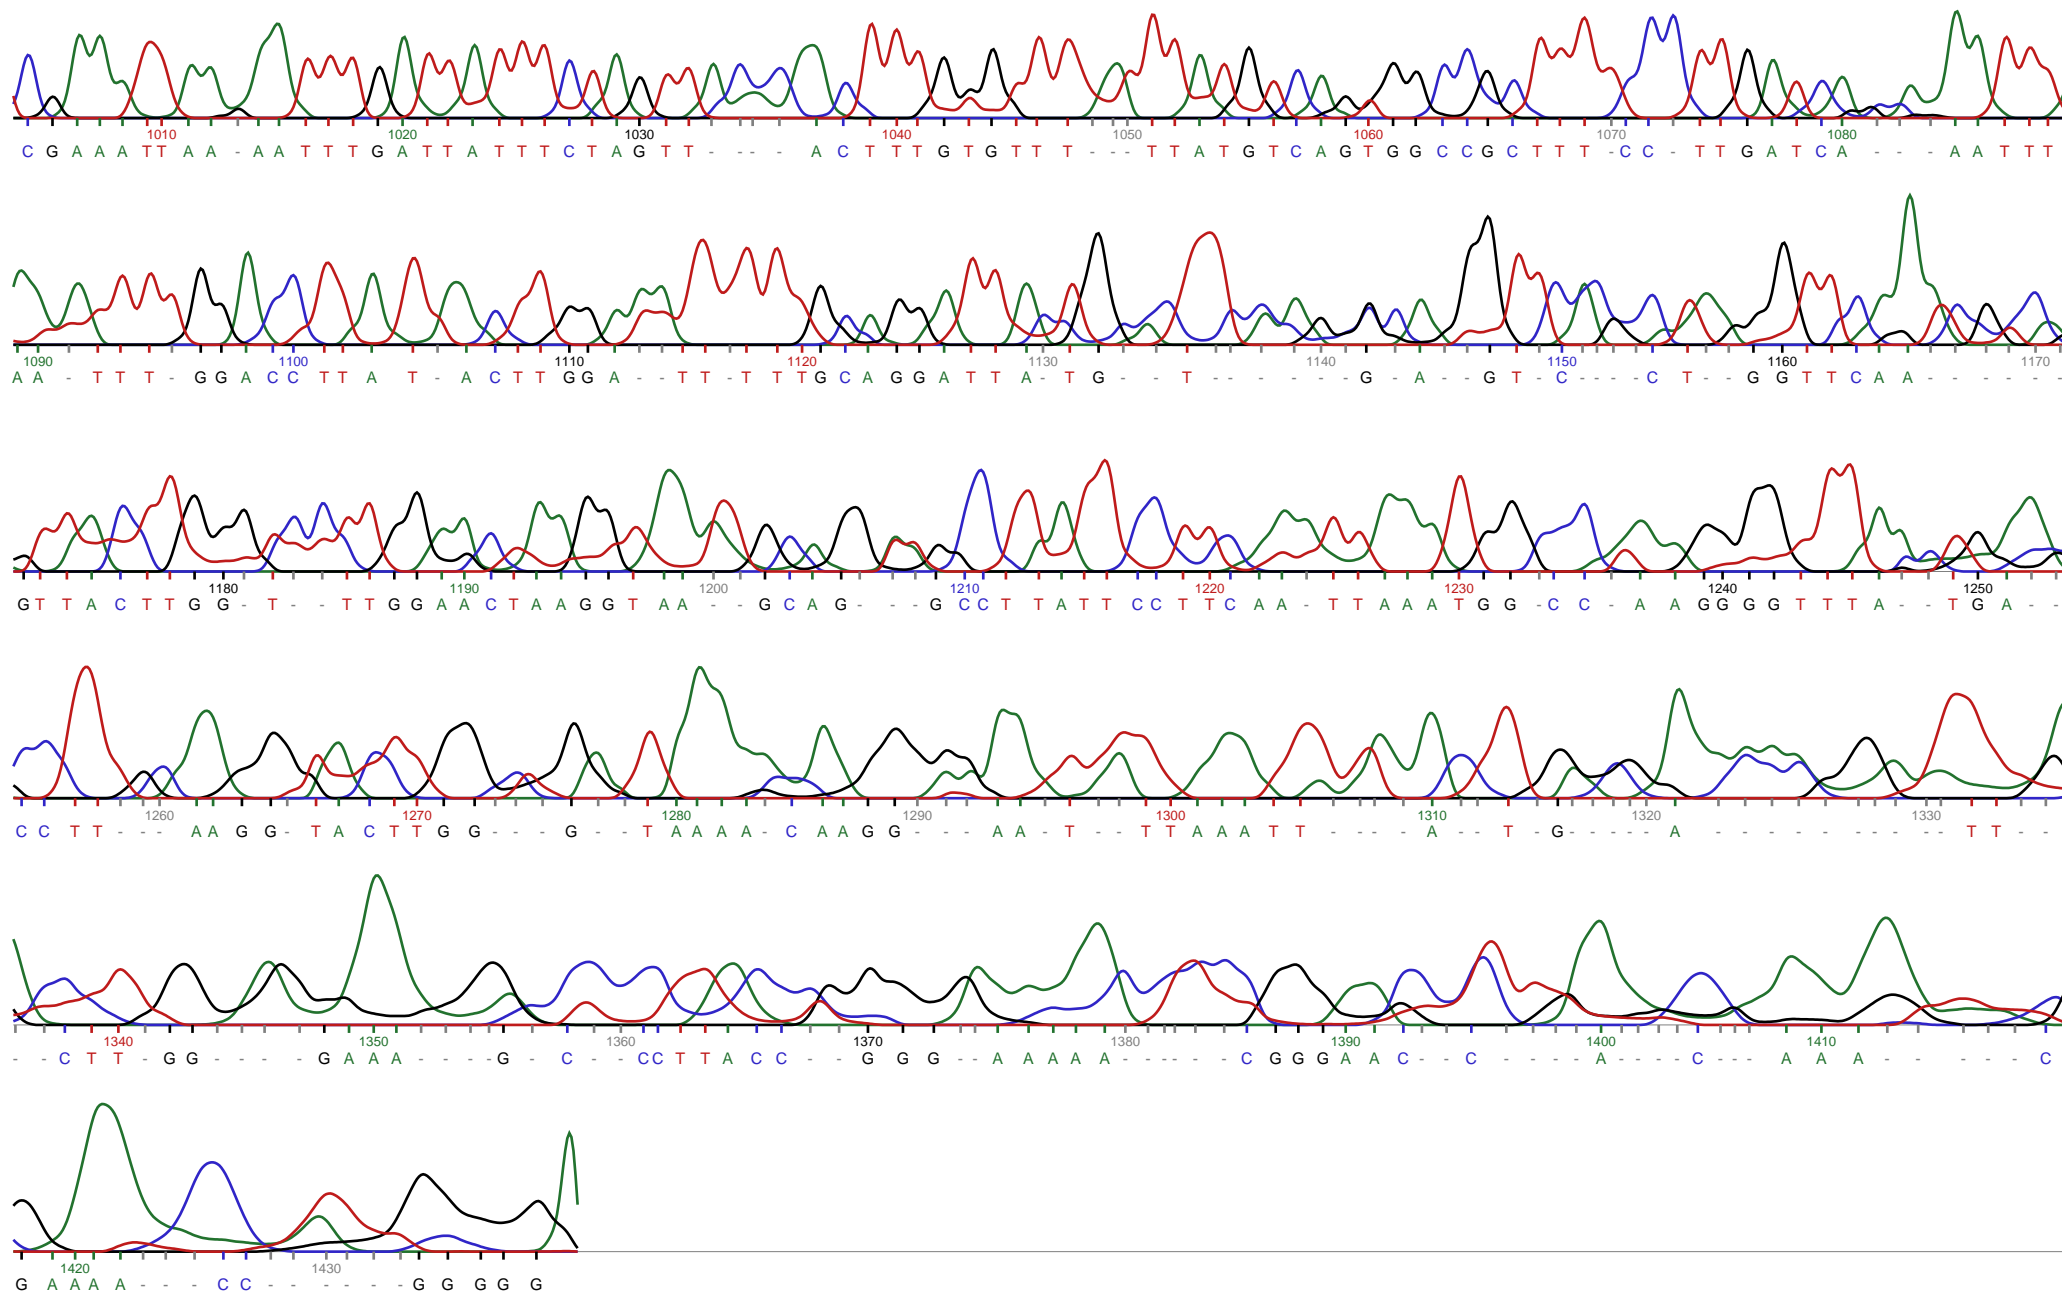 1010 1020 1030 1040 1050 1060 1070 1080
C G A A A T T A A - A A T T T G A T T A T T T C T A G T T - - - - A C T T T G T G T T T - - - T T A T G T C A G T G G C C G C T T T - C C - T T G A T C A - - - A A T T T
1090 1100 1110 1120 1130 1140 1150 1160 1170
A A - T T T - G G A C C T T A T - A C T T G G A - - T T - T T T G C A G G A T T A - T G - - T - - - - - - G - A - - G T - C - - - - C T - - G G T T C A A - - - - - -
1180 1190 1200 1210 1220 1230 1240 1250
G T T A C T T G G - T - - T T G G A A C T A A G G T A A - - G C A G - - - G C C T T A T T C C T T C A A - T T A A A T G G - C C - A A G G G G T T T A - - T G A - -
1260 1270 1280 1290 1300 1310 1320 1330
C C T T - - - A A G G - T A C T T G G - - - G - - T A A A A - C A A G G - - - A A - T - - T T A A A T T - - - - A - - T - G - - - - - A - - - - - - - - - - T T - -
1340 1350 1360 1370 1380 1390 1400 1410
- - C T T - G G - - - - G A A A - - - - G - C - - C C T T A C C - - G G G - - A A A A A - - - - - C G G G A A C - - C - - - - A - - - - C - - - A A A - - - - - - C
1420 1430
G A A A A - - - C C - - - - - - G G G G G